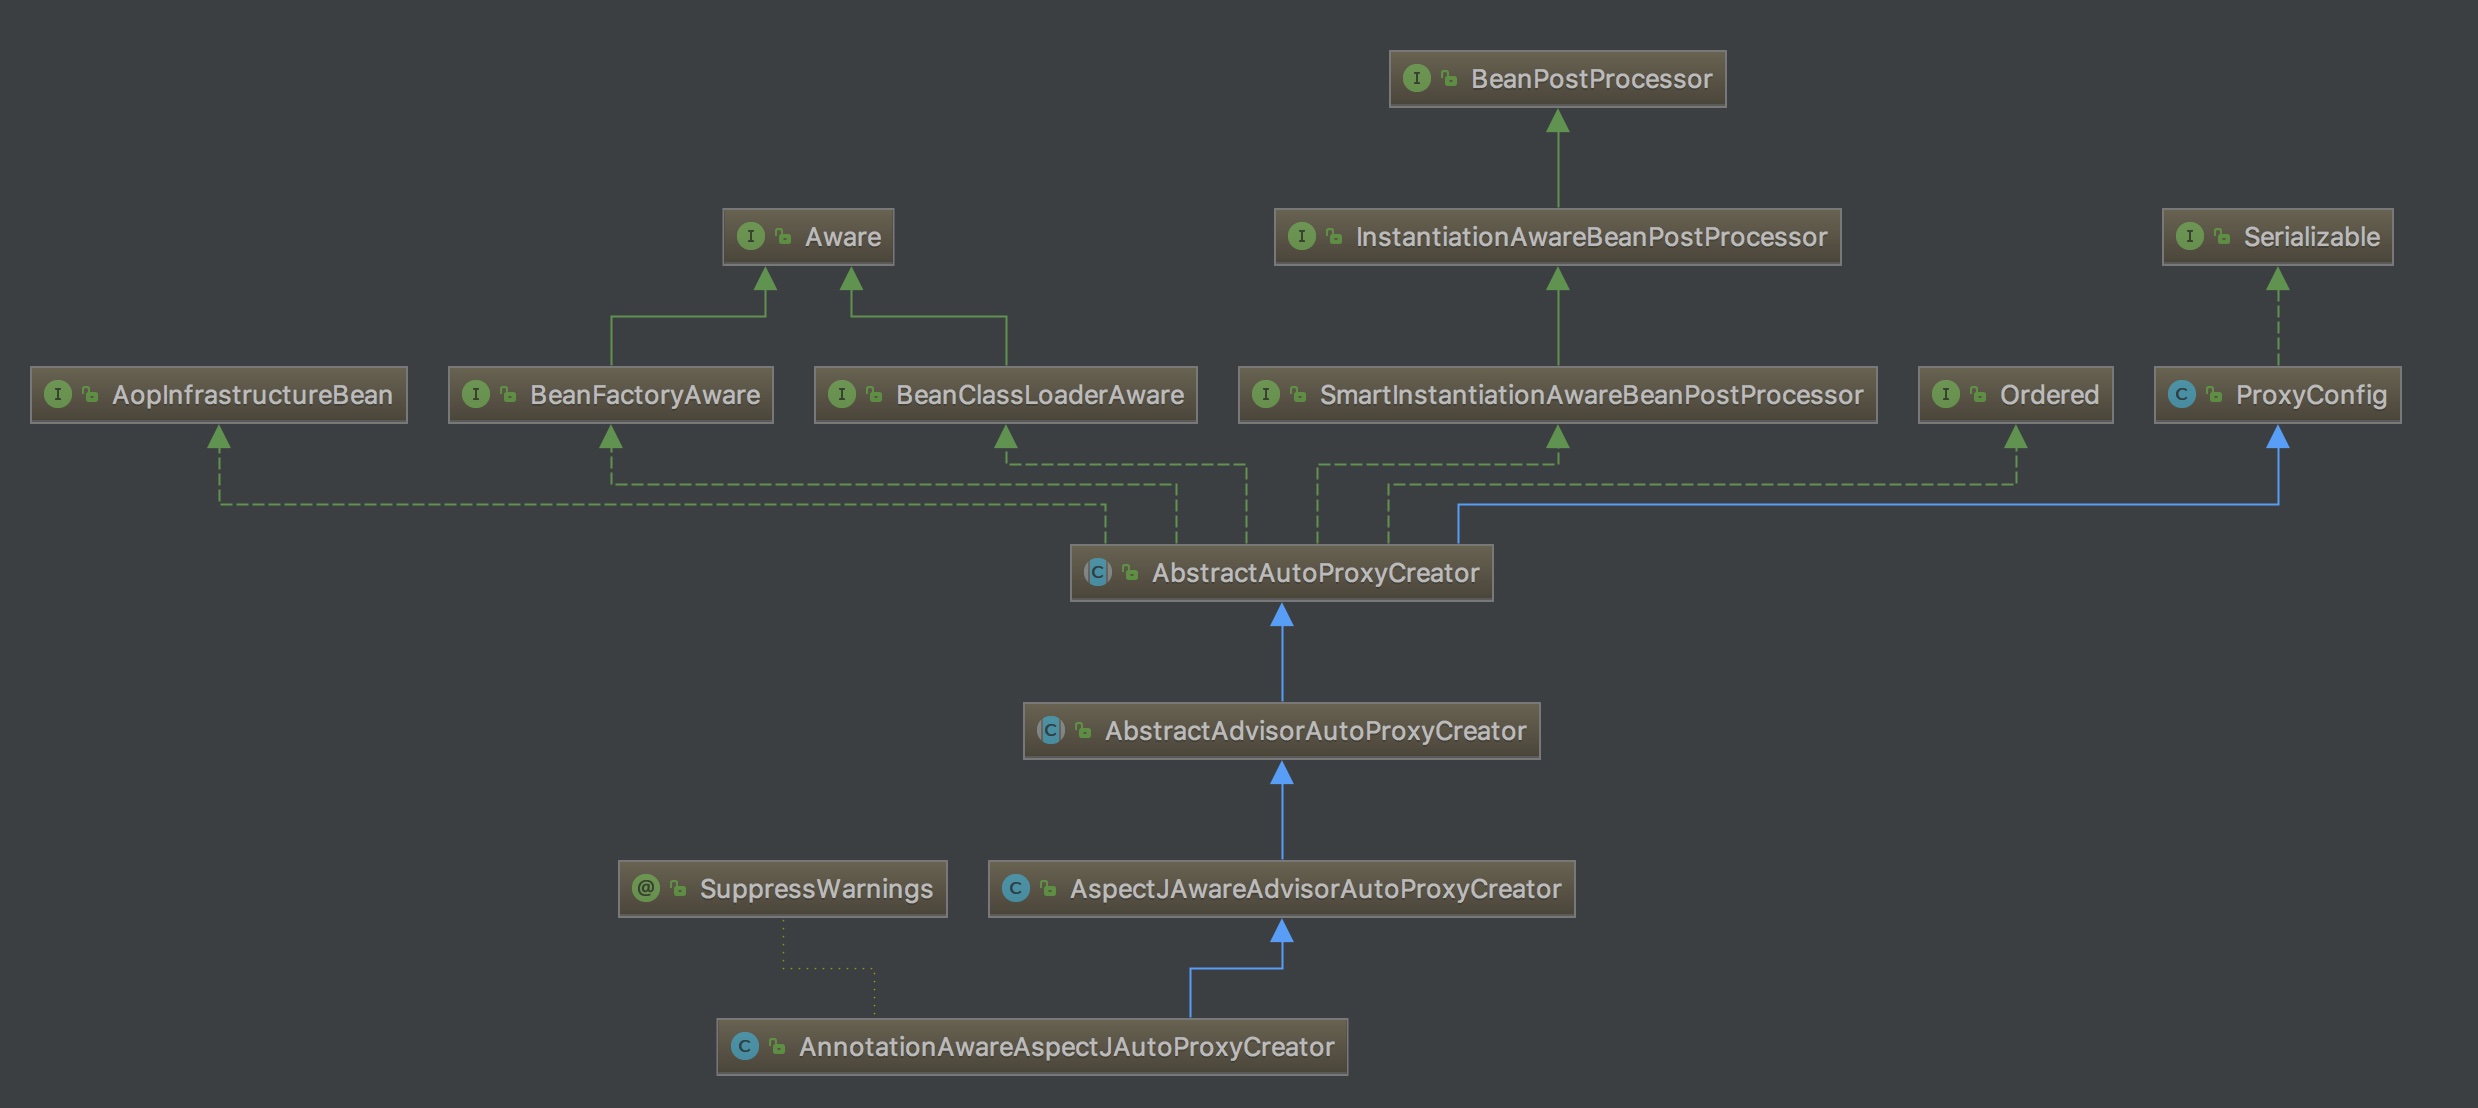 I BeanPostProcessor
I Aware
I InstantiationAwareBeanPostProcessor
I Serializable
I AopInfrastructureBean
I BeanFactoryAware
I BeanClassLoaderAware
I SmartInstantiationAwareBeanPostProcessor
I Ordered
C ProxyConfig
C AbstractAutoProxyCreator
C AbstractAdvisorAutoProxyCreator
@ SuppressWarnings
C AspectJAwareAdvisorAutoProxyCreator
C AnnotationAwareAspectJAutoProxyCreator